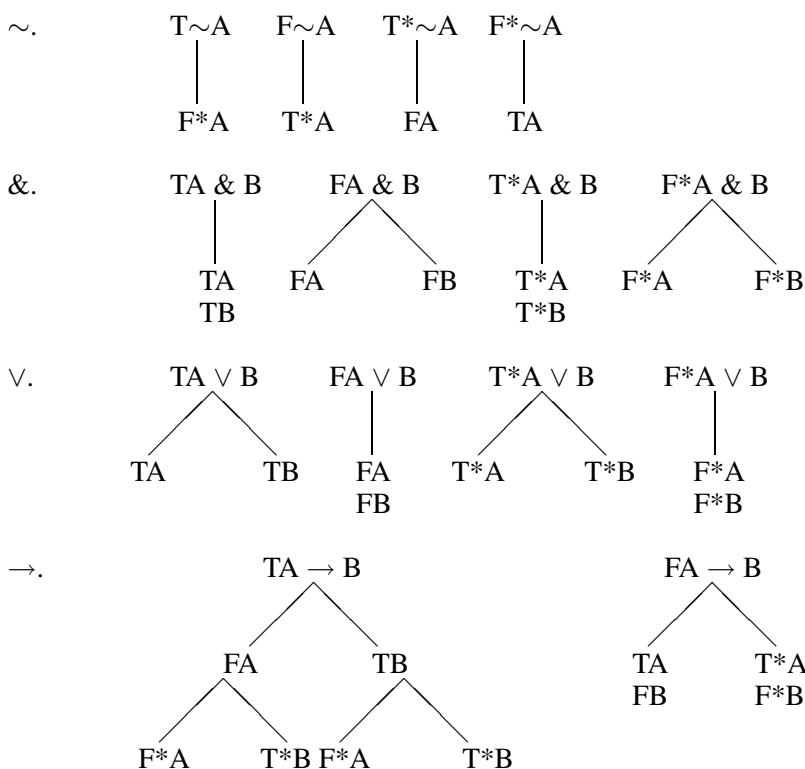 ∼. T∼A F∼A T*∼A F*∼A
F*A T*A FA TA
&. TA & B FA & B T*A & B F*A & B
TA FA FB T*A F*A F*B
TB T*B
∨. TA ∨ B FA ∨ B T*A ∨ B F*A ∨ B
TA TB FA T*A T*B F*A
FB F*B
→. TA → B FA → B
FA TB TA T*A
FB F*B
F*A T*B F*A T*B